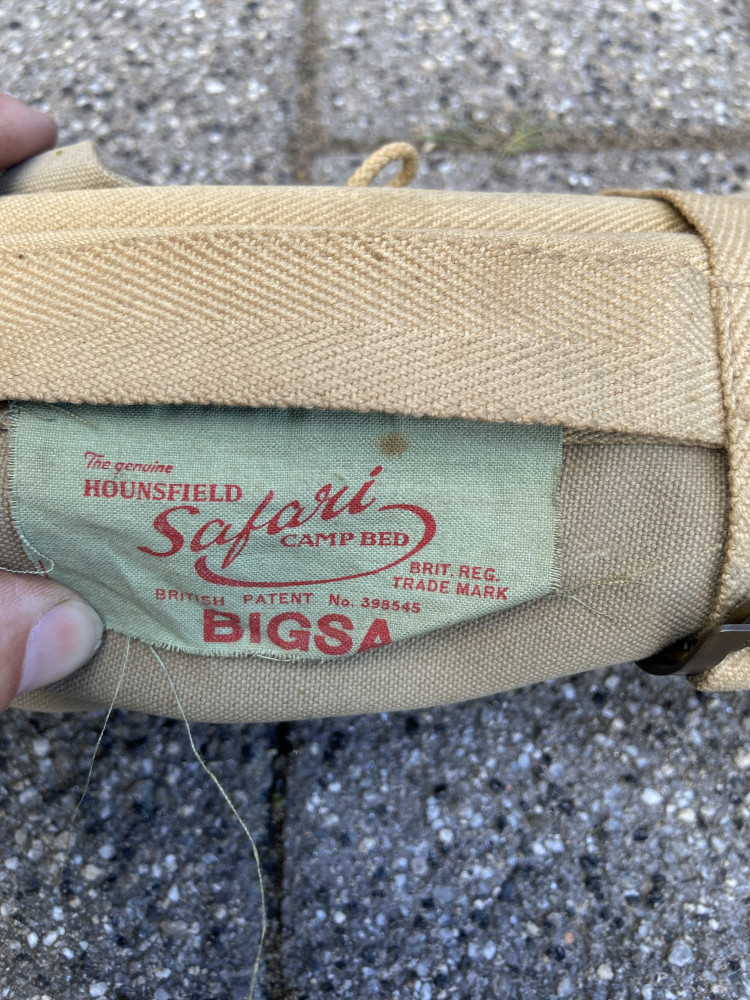 The genuine
HOUNSFIELD
Safari
CAMP BED
BRIT. REG.
TRADE MARK
BRITISH PATENT No. 398545
BIGSA